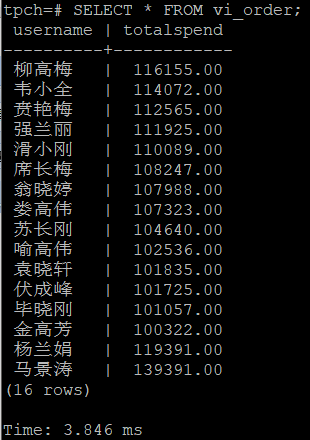 tpch=# SELECT * FROM vi_order;
username | totalspend
----------+------------
柳高梅 | 116155.00
韦小全 | 114072.00
贲艳梅 | 112565.00
强兰丽 | 111925.00
滑小刚 | 110089.00
席长梅 | 108247.00
翁晓婷 | 107988.00
娄高伟 | 107323.00
苏长刚 | 104640.00
喻高伟 | 102536.00
袁晓轩 | 101835.00
伏成峰 | 101725.00
毕晓刚 | 101057.00
金高芳 | 100322.00
杨兰娟 | 119391.00
马景涛 | 139391.00
(16 rows)
Time: 3.846 ms